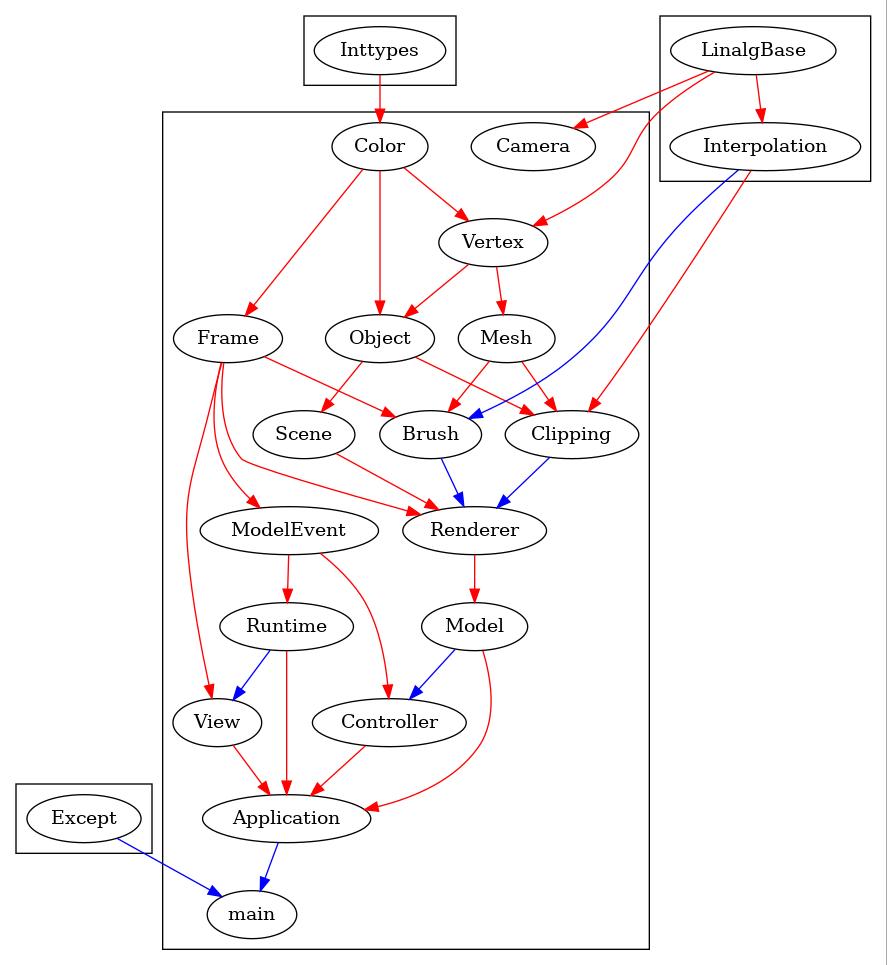 Inttypes
LinalgBase
Color
Camera
Interpolation
Vertex
Frame
Object
Mesh
Scene
Brush
Clipping
ModelEvent
Renderer
Runtime
Model
View
Controller
Except
Application
main